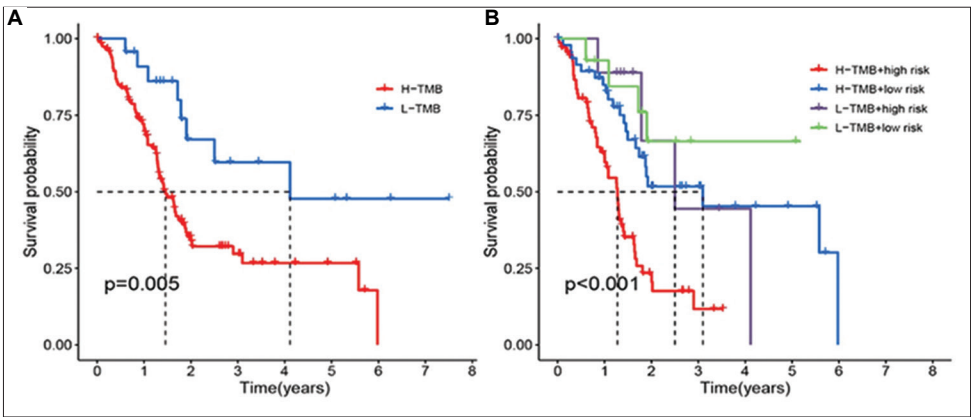 A
1.00
0.75
0.50
0.25
0.00
Survival probability
H-TMB
L-TMB
p=0.005
0 1 2 3 4 5 6 7 8
Time(years)
B
1.00
0.75
0.50
0.25
0.00
Survival probability
H-TMB+high risk
H-TMB+low risk
L-TMB+high risk
L-TMB+low risk
p<0.001
0 1 2 3 4 5 6 7 8
Time(years)